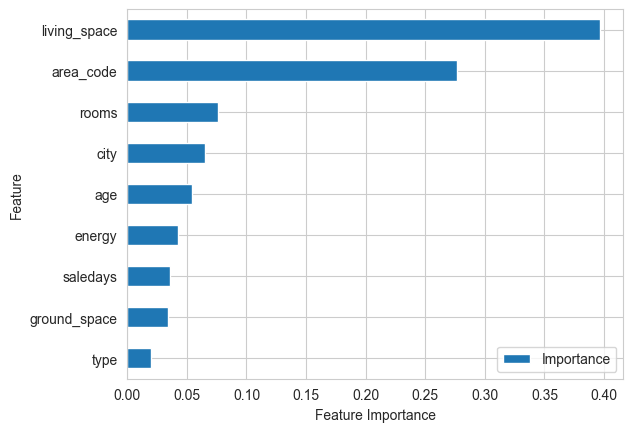 living_space
area_code
rooms
city
age
energy
saledays
ground_space
type
Feature
Importance
0.00 0.05 0.10 0.15 0.20 0.25 0.30 0.35 0.40
Feature Importance